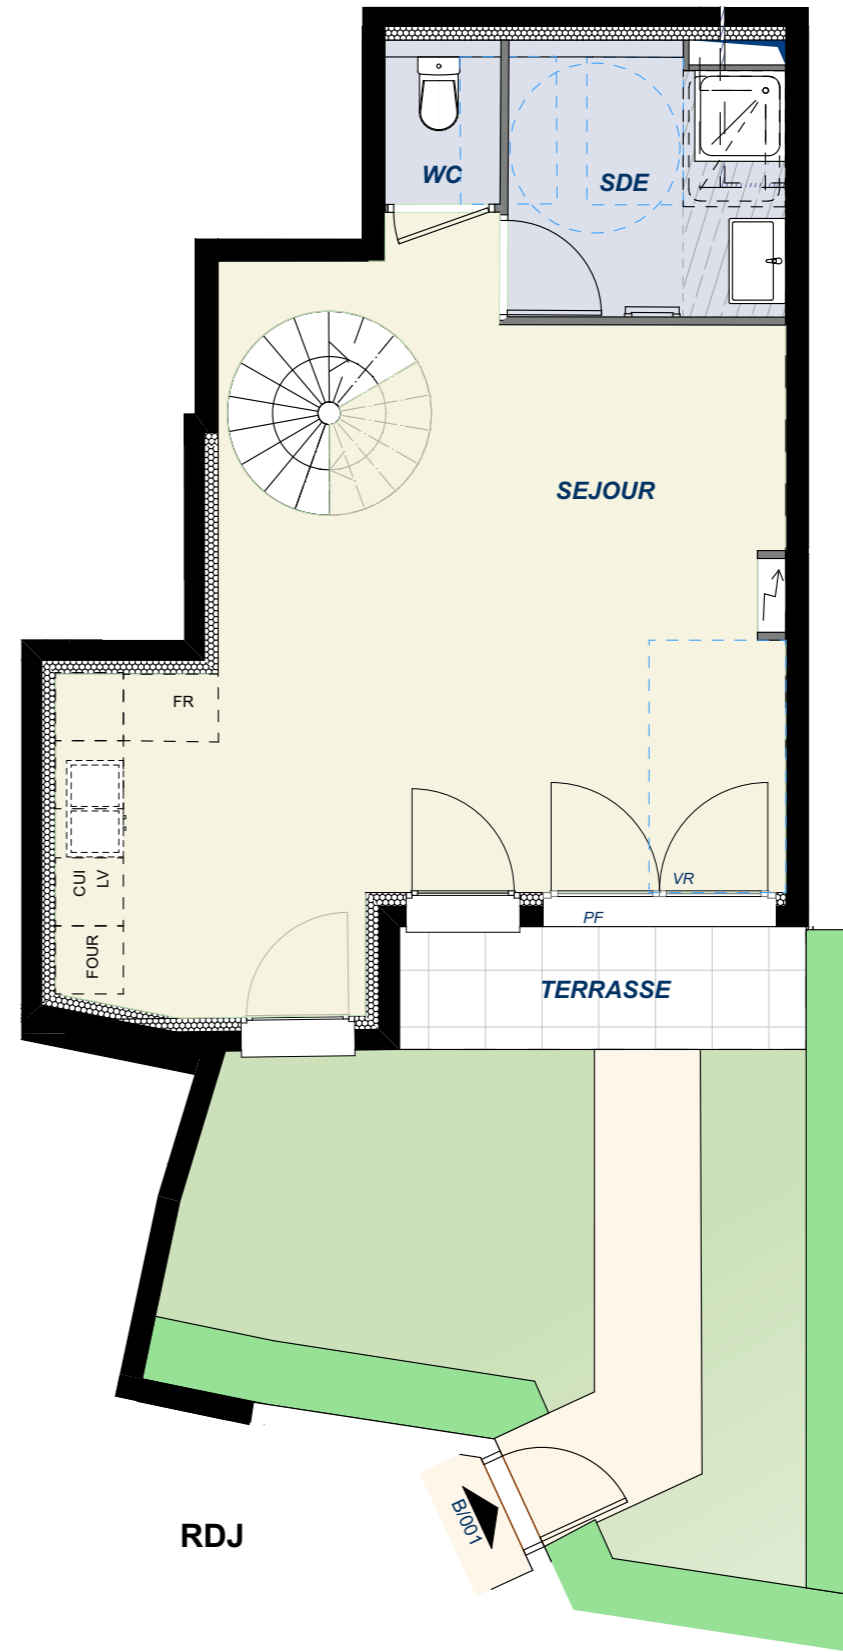 WC
SDE
SEJOUR
FR
CUI
LV
FOUR
VR
PF
TERRASSE
B/001
RDJ